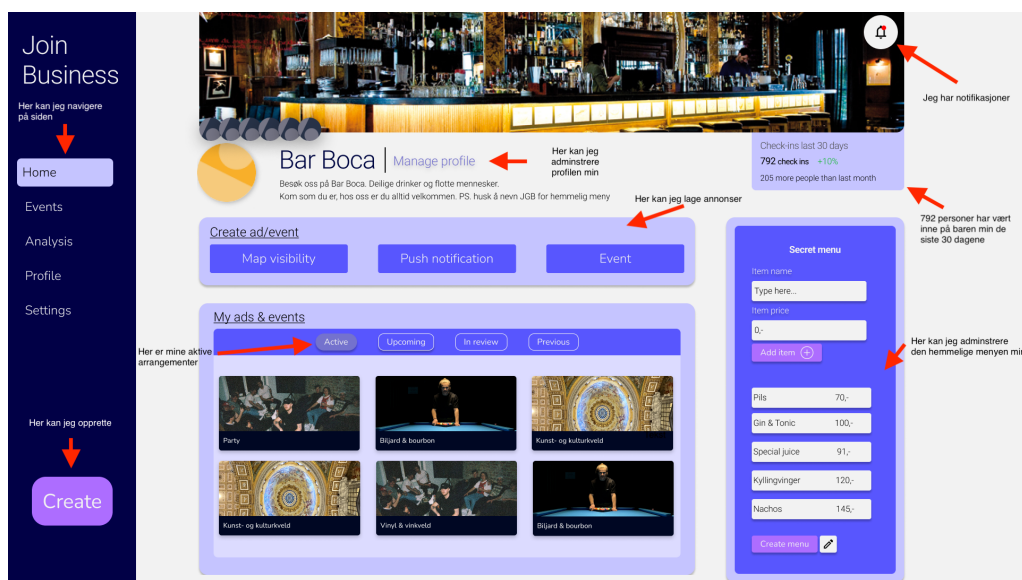 Join
Business
Her kan jeg navigere
på siden
Home
Events
Analysis
Profile
Settings
Her kan jeg opprette
Create
Jeg har notifikasjoner
Bar Boca | Manage profile
Her kan jeg
adminstrere
profilen min
Besøk oss på Bar Boca. Deilige drinker og flotte mennesker.
Kom som du er, hos oss er du alltid velkommen. PS. husk å nevn JGB for hemmelig meny
Check-ins last 30 days
792 check ins +10%
205 more people than last month
792 personer har vært
inne på baren min de
siste 30 dagene
Her kan jeg lage annonser
Create ad/event
Map visibility
Push notification
Event
My ads & events
Active
Upcoming
In review
Previous
Her er mine aktive
arrangementer
Party
Biljard & bourbon
Kunst- og kulturkveld
Kunst- og kulturkveld
Vinyl & vinkveld
Biljard & bourbon
Secret menu
Item name
Type here...
Item price
0,-
Add item
Her kan jeg adminstrere
den hemmelige menyen min
Pils 70,-
Gin & Tonic 100,-
Special juice 91,-
Kyllingvinger 120,-
Nachos 145,-
Create menu